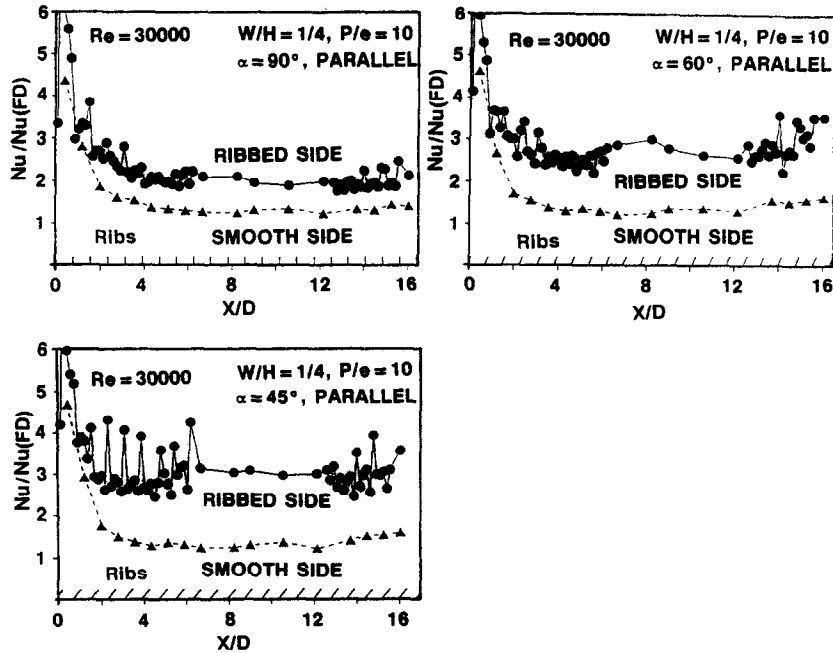 6
5
4
3
2
1
Nu/Nu(FD)
Re = 30000
W/H = 1/4, P/e = 10
α = 90°, PARALLEL
RIBBED SIDE
Ribs
SMOOTH SIDE
0 4 8 12 16
X/D
6
5
4
3
2
1
Nu/Nu(FD)
Re = 30000
W/H = 1/4, P/e = 10
α = 60°, PARALLEL
RIBBED SIDE
Ribs
SMOOTH SIDE
0 4 8 12 16
X/D
6
5
4
3
2
1
Nu/Nu(FD)
Re = 30000
W/H = 1/4, P/e = 10
α = 45°, PARALLEL
RIBBED SIDE
Ribs
SMOOTH SIDE
0 4 8 12 16
X/D